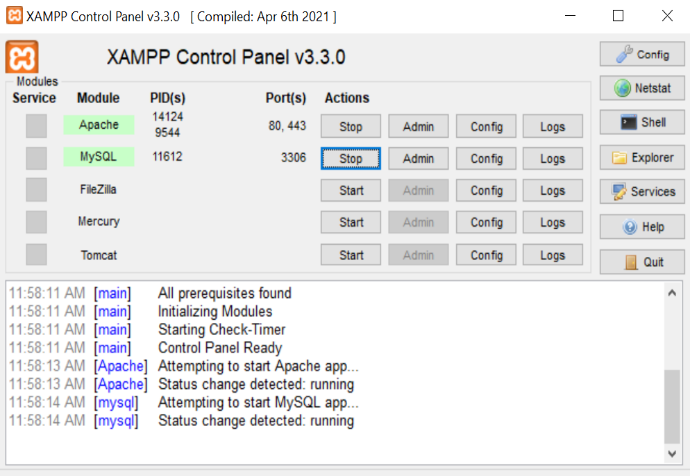 XAMPP Control Panel v3.3.0 [ Compiled: Apr 6th 2021 ]
XAMPP Control Panel v3.3.0
Config
Modules
Service Module PID(s) Port(s) Actions
Netstat
Apache 14124 9544 80, 443 Stop Admin Config Logs
Shell
MySQL 11612 3306 Stop Admin Config Logs
Explorer
FileZilla Start Admin Config Logs
Services
Mercury Start Admin Config Logs
Help
Tomcat Start Admin Config Logs
Quit
11:58:11 AM [main] All prerequisites found
11:58:11 AM [main] Initializing Modules
11:58:11 AM [main] Starting Check-Timer
11:58:11 AM [main] Control Panel Ready
11:58:13 AM [Apache] Attempting to start Apache app...
11:58:13 AM [Apache] Status change detected: running
11:58:14 AM [mysql] Attempting to start MySQL app...
11:58:14 AM [mysql] Status change detected: running